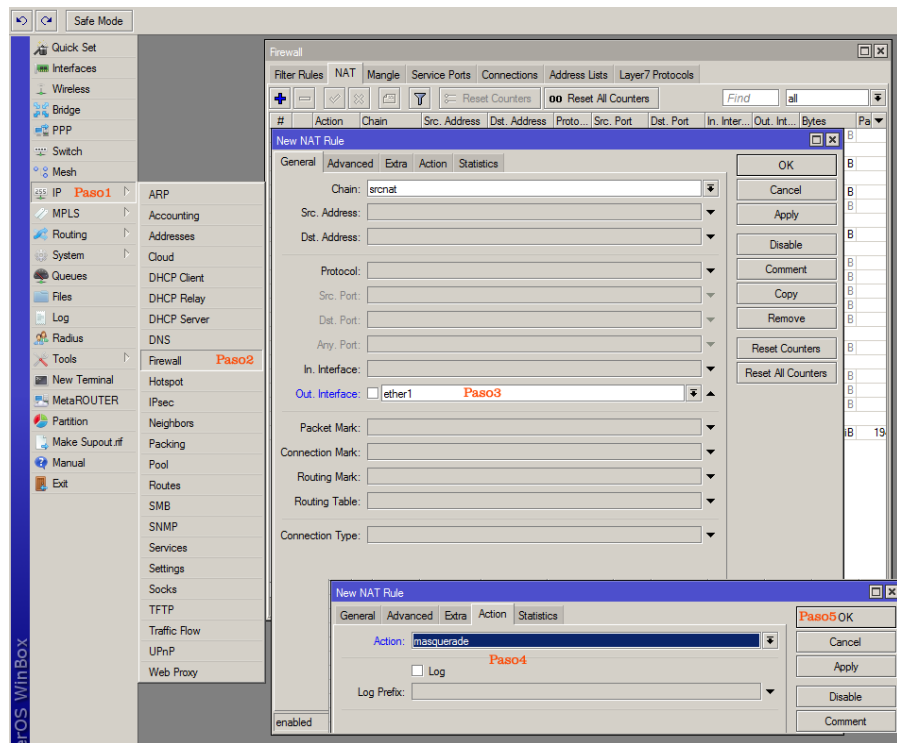 Safe Mode
Quick Set
Interfaces
Wireless
Bridge
PPP
Switch
Mesh
IP Paso1
MPLS
Routing
System
Queues
Files
Log
Radius
Tools
New Terminal
MetaROUTER
Partition
Make Supout.rif
Manual
Exit
erOS WinBox
ARP
Accounting
Addresses
Cloud
DHCP Client
DHCP Relay
DHCP Server
DNS
Firewall Paso2
Hotspot
IPsec
Neighbors
Packing
Pool
Routes
SMB
SNMP
Services
Settings
Socks
TFTP
Traffic Flow
UPnP
Web Proxy
Firewall
Filter Rules NAT Mangle Service Ports Connections Address Lists Layer7 Protocols
Reset Counters 00 Reset All Counters Find all
# Action Chain Src. Address Dst. Address Proto... Src. Port Dst. Port In. Inter... Out. Int... Bytes Pa
B
B
B
B
B
B
B
B
B
B
B
B
B
B
iB 19
New NAT Rule
General Advanced Extra Action Statistics
Chain: srcnat
Src. Address:
Dst. Address:
Protocol:
Src. Port:
Dst. Port:
Any. Port:
In. Interface:
Out. Interface: ether1 Paso3
Packet Mark:
Connection Mark:
Routing Mark:
Routing Table:
Connection Type:
OK
Cancel
Apply
Disable
Comment
Copy
Remove
Reset Counters
Reset All Counters
enabled
New NAT Rule
General Advanced Extra Action Statistics
Action: masquerade
Paso4
Log
Log Prefix:
Paso5 OK
Cancel
Apply
Disable
Comment